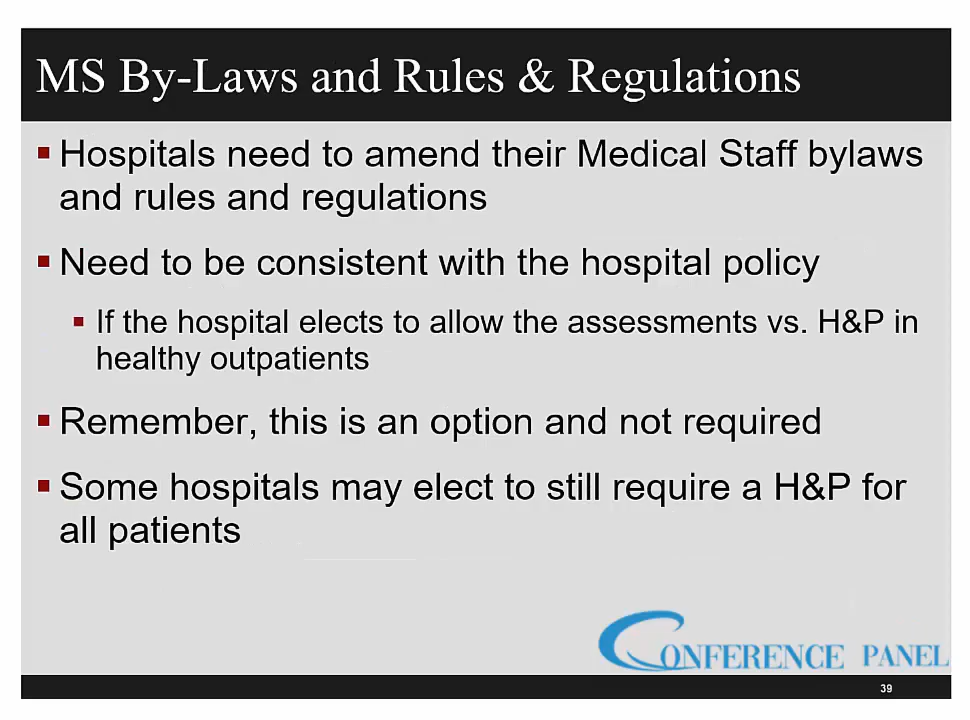 MS By-Laws and Rules & Regulations
Hospitals need to amend their Medical Staff bylaws
and rules and regulations
Need to be consistent with the hospital policy
If the hospital elects to allow the assessments vs. H&P in
healthy outpatients
Remember, this is an option and not required
Some hospitals may elect to still require a H&P for
all patients
CONFERENCE PANEL
39